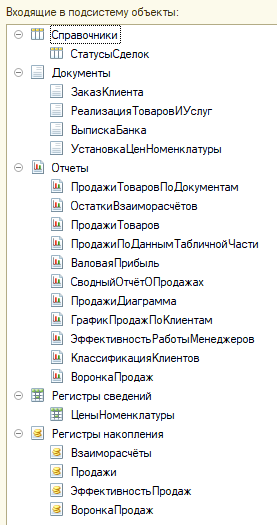 Входящие в подсистему объекты:
Справочники
СтатусыСделок
Документы
ЗаказКлиента
РеализацияТоваровИУслуг
ВыпискаБанка
УстановкаЦенНоменклатуры
Отчеты
ПродажиТоваровПоДокументам
ОстаткиВзаиморасчётов
ПродажиТоваров
ПродажиПоДаннымТабличнойЧасти
ВаловаяПрибыль
СводныйОтчётОПродажах
ПродажиДиаграмма
ГрафикПродажПоКлиентам
ЭффективностьРаботыМенеджеров
КлассификацияКлиентов
ВоронкаПродаж
Регистры сведений
ЦеныНоменклатуры
Регистры накопления
Взаиморасчёты
Продажи
ЭффективностьПродаж
ВоронкаПродаж